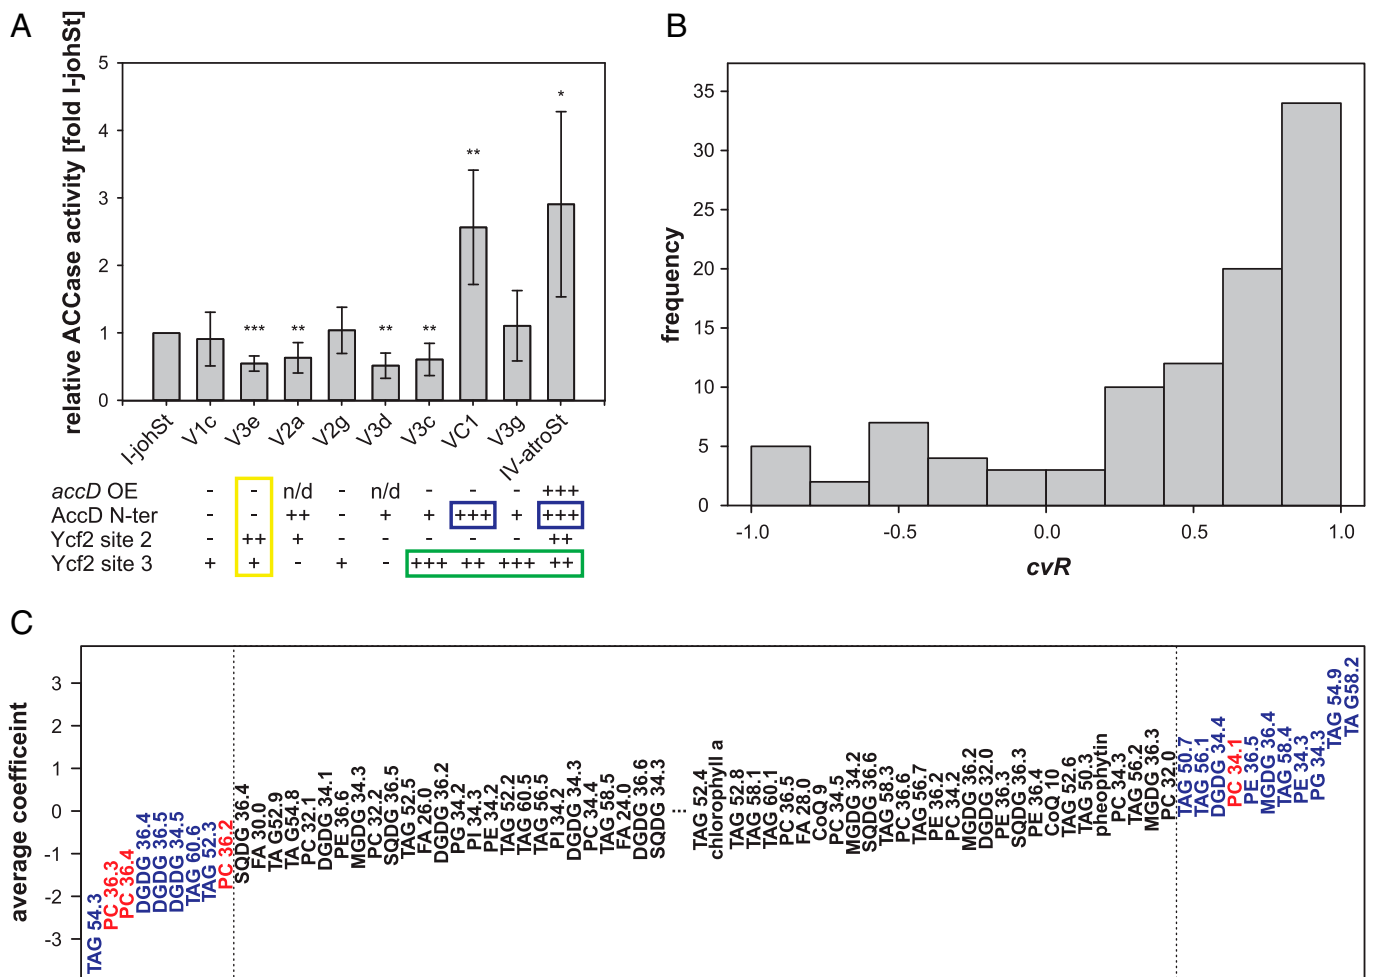 A
relative ACCase activity [fold I-johSt]
5
4
3
2
1
0
***
**
**
**
**
*
I-johSt
V1c
V3e
V2a
V2g
V3d
V3c
VC1
V3g
IV-atroSt
accD OE - - n/d - n/d - - - +++
AccD N-ter - - ++ - + + +++ + +++
Ycf2 site 2 - ++ + - - - - - ++
Ycf2 site 3 + + - + - +++ ++ +++ ++
B
frequency
35
30
25
20
15
10
5
0
-1.0
-0.5
0.0
0.5
1.0
cvR
C
average coefficeint
3
2
1
0
-1
-2
-3
TAG 54.3
PC 36.3
PC 36.4
DGDG 36.4
DGDG 36.5
DGDG 34.5
TAG 60.6
TAG 52.3
PC 36.2
SQDG 36.4
FA 30.0
TA G52.9
TAG54.8
PC 32.1
DGDG 34.1
PE 36.6
MGDG 34.3
PC 32.2
SQDG 36.5
TAG 52.5
FA 26.0
DGDG 36.2
PG 34.2
PI 34.3
PE 34.2
TAG 52.2
TAG 60.5
TAG 56.5
PI 34.2
DGDG 34.3
PC 34.4
TAG 58.5
FA 24.0
DGDG 36.6
SQDG 34.3
...
TAG 52.4
chlorophyll a
TAG 52.8
TAG 58.1
TAG 60.1
PC 36.5
FA 28.0
CoQ 9
PC 34.5
MGDG 34.2
SQDG 36.6
TAG 58.3
PC 36.6
TAG 56.7
PE 36.2
PC 34.2
MGDG 36.2
DGDG 32.0
PE 36.3
SQDG 36.3
PE 36.4
CoQ 10
TAG 52.6
TAG 50.3
pheophytin
PC 34.3
TAG 56.2
MGDG 36.3
PC 32.0
TAG 50.7
TAG 56.1
DGDG 34.4
PC 34.1
PE 36.5
MGDG 36.4
TAG 58.4
PE 34.3
PG 34.3
TAG 54.9
TA G58.2